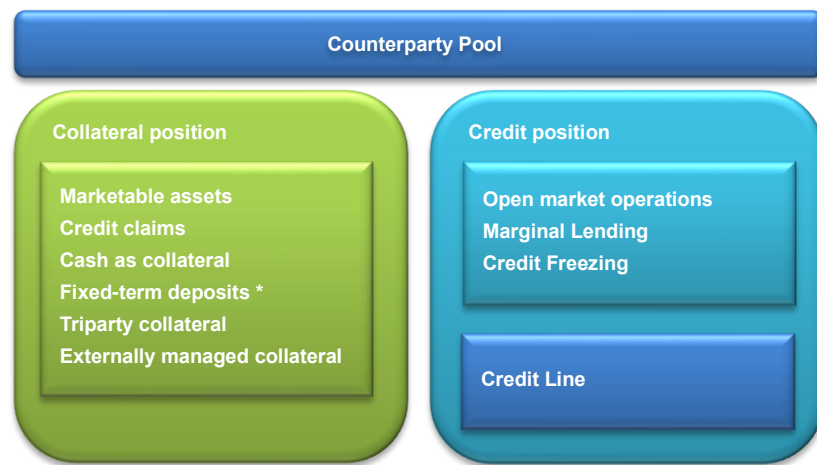 Counterparty Pool
Collateral position
Marketable assets
Credit claims
Cash as collateral
Fixed-term deposits *
Triparty collateral
Externally managed collateral
Credit position
Open market operations
Marginal Lending
Credit Freezing
Credit Line